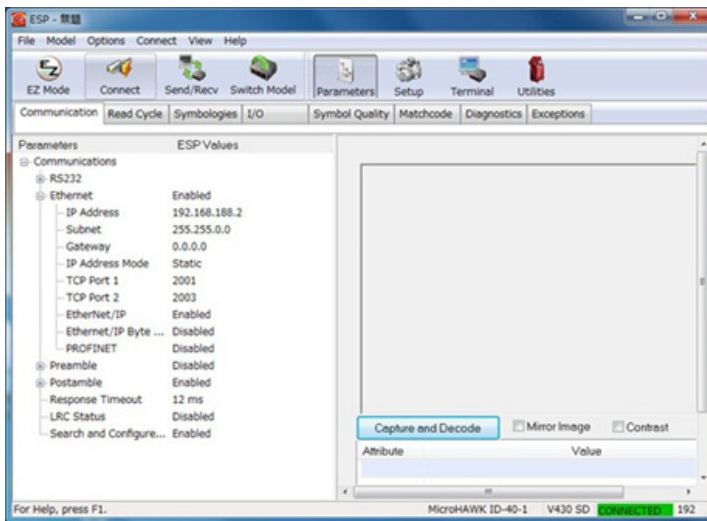 ESP - 無題
File Model Options Connect View Help
EZ Mode Connect Send/Recv Switch Model Parameters Setup Terminal Utilities
Communication Read Cycle Symbologies I/O Symbol Quality Matchcode Diagnostics Exceptions
Parameters ESP Values
Communications
RS232
Ethernet Enabled
IP Address 192.168.188.2
Subnet 255.255.0.0
Gateway 0.0.0.0
IP Address Mode Static
TCP Port 1 2001
TCP Port 2 2003
EtherNet/IP Enabled
Ethernet/IP Byte ... Disabled
PROFINET Disabled
Preamble Disabled
Postamble Enabled
Response Timeout 12 ms
LRC Status Disabled
Search and Configure... Enabled
Capture and Decode Mirror Image Contrast
Attribute Value
For Help, press F1. MicroHAWK ID-40-1 V430 SD CONNECTED 192